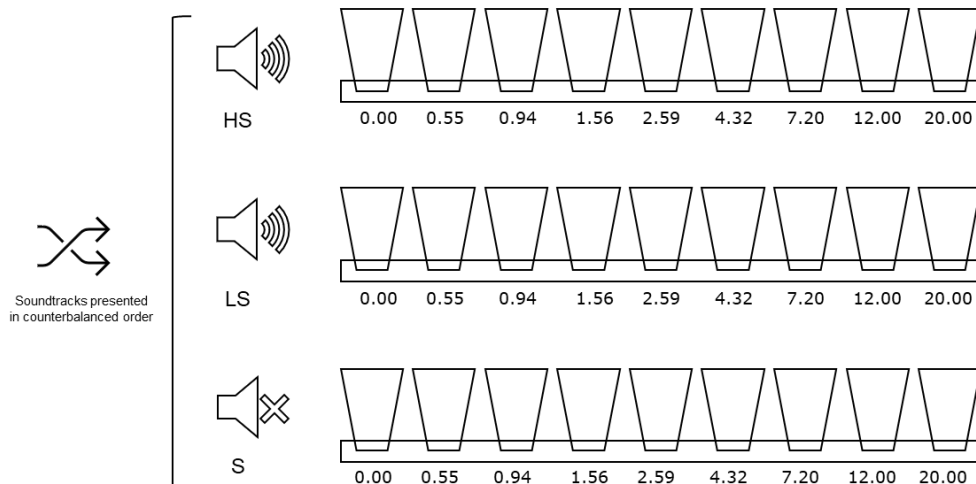 HS
0.00 0.55 0.94 1.56 2.59 4.32 7.20 12.00 20.00
LS
0.00 0.55 0.94 1.56 2.59 4.32 7.20 12.00 20.00
Soundtracks presented
in counterbalanced order
S
0.00 0.55 0.94 1.56 2.59 4.32 7.20 12.00 20.00